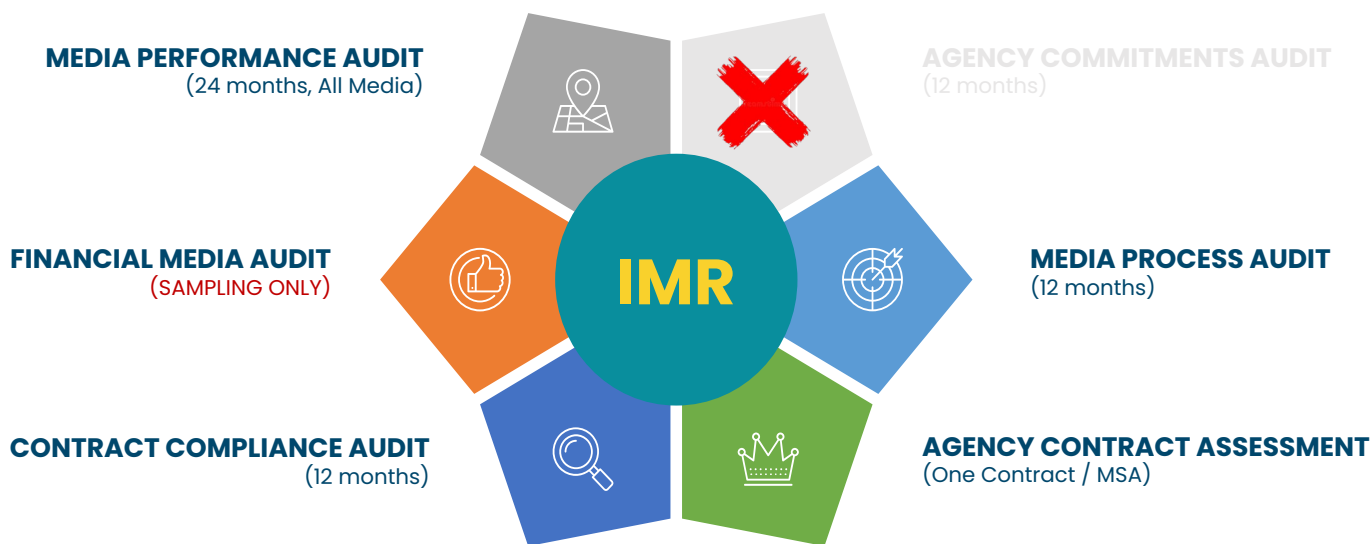 MEDIA PERFORMANCE AUDIT
(24 months, All Media)
AGENCY COMMITMENTS AUDIT
(12 months)
FINANCIAL MEDIA AUDIT
(SAMPLING ONLY)
IMR
MEDIA PROCESS AUDIT
(12 months)
CONTRACT COMPLIANCE AUDIT
(12 months)
AGENCY CONTRACT ASSESSMENT
(One Contract / MSA)